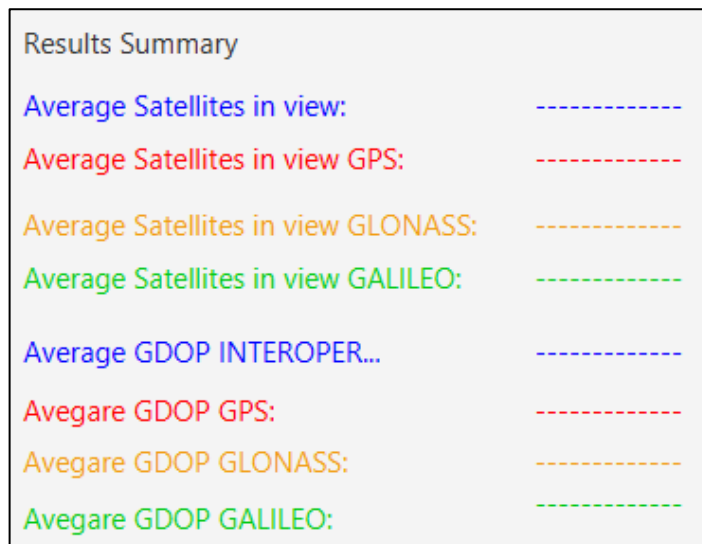 Results Summary
Average Satellites in view: -------------
Average Satellites in view GPS: -------------
Average Satellites in view GLONASS: -------------
Average Satellites in view GALILEO: -------------
Average GDOP INTEROPER... -------------
Avegare GDOP GPS: -------------
Avegare GDOP GLONASS: -------------
Avegare GDOP GALILEO: -------------